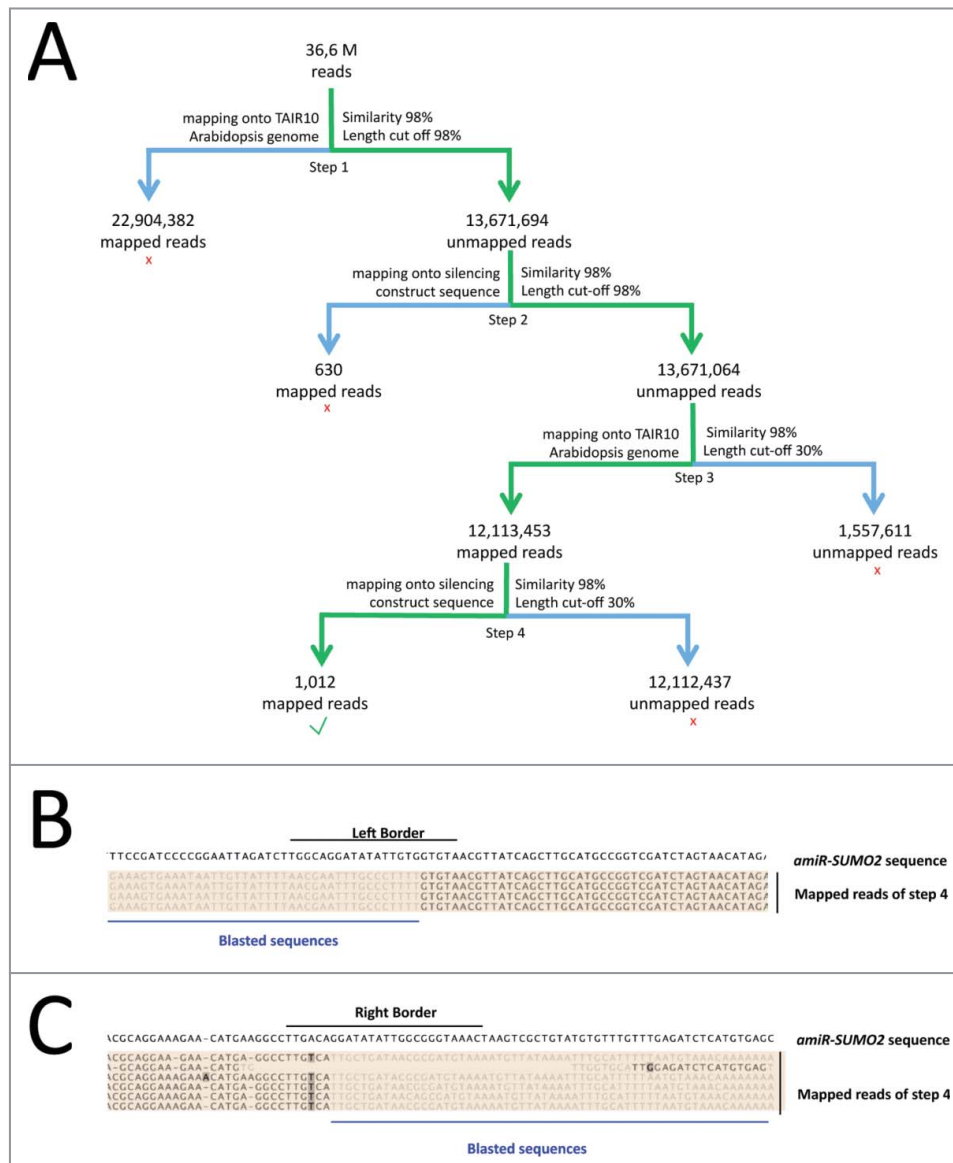 A
36,6 M
reads
mapping onto TAIR10
Arabidopsis genome
Similarity 98%
Length cut off 98%
Step 1
22,904,382
mapped reads
x
13,671,694
unmapped reads
mapping onto silencing
construct sequence
Similarity 98%
Length cut-off 98%
Step 2
630
mapped reads
x
13,671,064
unmapped reads
mapping onto TAIR10
Arabidopsis genome
Similarity 98%
Length cut-off 30%
Step 3
12,113,453
mapped reads
1,557,611
unmapped reads
x
mapping onto silencing
construct sequence
Similarity 98%
Length cut-off 30%
Step 4
1,012
mapped reads
12,112,437
unmapped reads
x
B
Left Border
TTCCGATCCCCGGAATTAGATCTTGGCAGGATATATTGTGGTGTAACGTTATCAGCTTGCATGCCGGTCGATCTAGTAACATAGA
amiR-SUMO2 sequence
GAAAGTGAAATAATTGTTATTTTAACGAATTTGCCCTTTTGTGTAACGTTATCAGCTTGCATGCCGGTCGATCTAGTAACATAGA
GAAAGTGAAATAATTGTTATTTTAACGAATTTGCCCTTTTGTGTAACGTTATCAGCTTGCATGCCGGTCGATCTAGTAACATAGA
GAAAGTGAAATAATTGTTATTTTAACGAATTTGCCCTTTTGTGTAACGTTATCAGCTTGCATGCCGGTCGATCTAGTAACATAGA
Mapped reads of step 4
Blasted sequences
C
Right Border
ACGCAGGAAAGAA-CATGAAGGCCTTGACAGGATATATTGGCGGGTAAACTAAGTCGCTGTATGTGTTTGTTTGAGATCTCATGTGAGC
amiR-SUMO2 sequence
Mapped reads of step 4
Blasted sequences